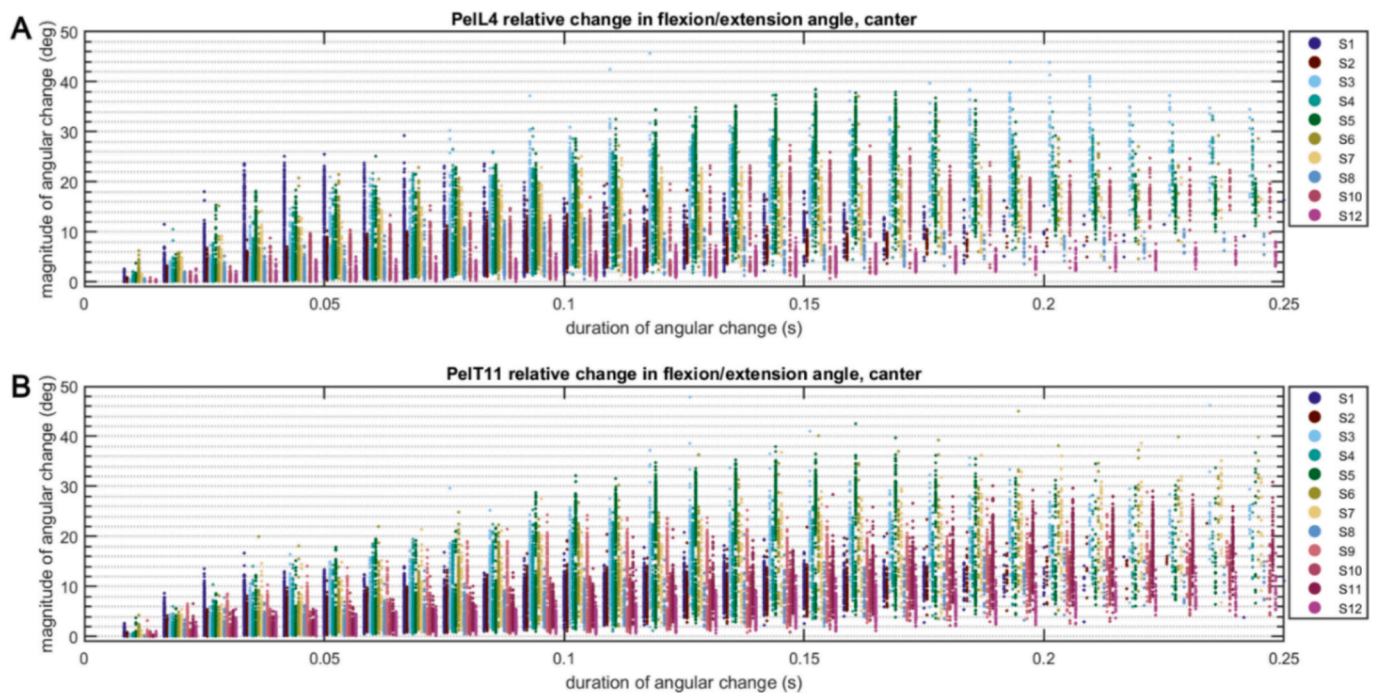 A
PelL4 relative change in flexion/extension angle, canter
magnitude of angular change (deg)
50
40
30
20
10
0
0
0.05
0.1
0.15
0.2
0.25
duration of angular change (s)
S1
S2
S3
S4
S5
S6
S7
S8
S10
S12
B
PelT11 relative change in flexion/extension angle, canter
magnitude of angular change (deg)
50
40
30
20
10
0
0
0.05
0.1
0.15
0.2
0.25
duration of angular change (s)
S1
S2
S3
S4
S5
S6
S7
S8
S9
S10
S11
S12